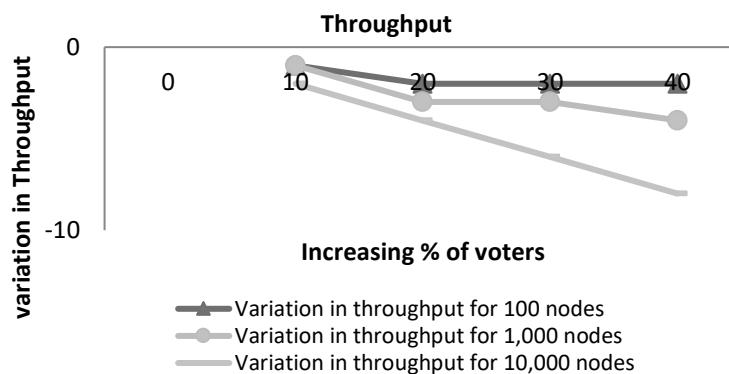 Throughput
0
0 10 20 30 40
-10
variation in Throughput
Increasing % of voters
Variation in throughput for 100 nodes
Variation in throughput for 1,000 nodes
Variation in throughput for 10,000 nodes